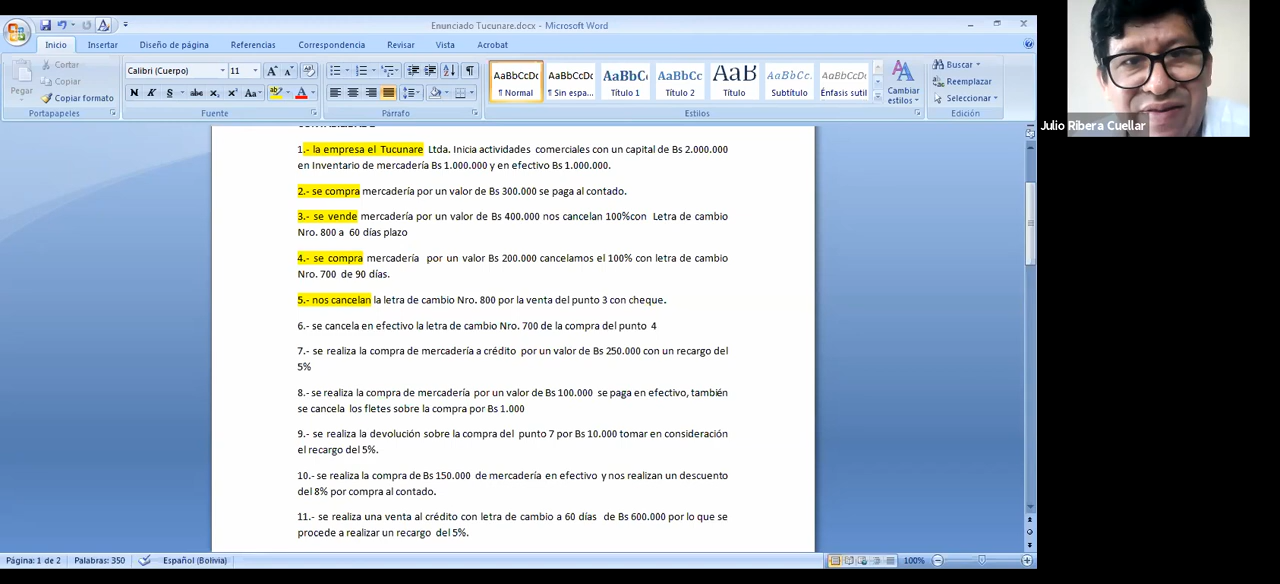 Enunciado Tucunare.docx - Microsoft Word
Inicio Insertar Diseño de página Referencias Correspondencia Revisar Vista Acrobat
Cortar
Copiar
Copiar formato
Pegar
Portapapeles
Calibri (Cuerpo) 11
N K S abc x₂ x² Aa
Fuente
Párrafo
AaBbCcDc AaBbCcDc AaBbCc AaBbCc AaB AaBbCc. AaBbCcDc
¶ Normal ¶ Sin espa... Título 1 Título 2 Título Subtítulo Énfasis sutil
Cambiar estilos
Estilos
Buscar
Reemplazar
Seleccionar
Edición
Julio Ribera Cuellar
1.- la empresa el Tucunare Ltda. Inicia actividades comerciales con un capital de Bs 2.000.000
en Inventario de mercadería Bs 1.000.000 y en efectivo Bs 1.000.000.
2.- se compra mercadería por un valor de Bs 300.000 se paga al contado.
3.- se vende mercadería por un valor de Bs 400.000 nos cancelan 100%con Letra de cambio
Nro. 800 a 60 días plazo
4.- se compra mercadería por un valor Bs 200.000 cancelamos el 100% con letra de cambio
Nro. 700 de 90 días.
5.- nos cancelan la letra de cambio Nro. 800 por la venta del punto 3 con cheque.
6.- se cancela en efectivo la letra de cambio Nro. 700 de la compra del punto 4
7.- se realiza la compra de mercadería a crédito por un valor de Bs 250.000 con un recargo del
5%
8.- se realiza la compra de mercadería por un valor de Bs 100.000 se paga en efectivo, también
se cancela los fletes sobre la compra por Bs 1.000
9.- se realiza la devolución sobre la compra del punto 7 por Bs 10.000 tomar en consideración
el recargo del 5%.
10.- se realiza la compra de Bs 150.000 de mercadería en efectivo y nos realizan un descuento
del 8% por compra al contado.
11.- se realiza una venta al crédito con letra de cambio a 60 días de Bs 600.000 por lo que se
procede a realizar un recargo del 5%.
Página: 1 de 2 Palabras: 350 Español (Bolivia) 100%